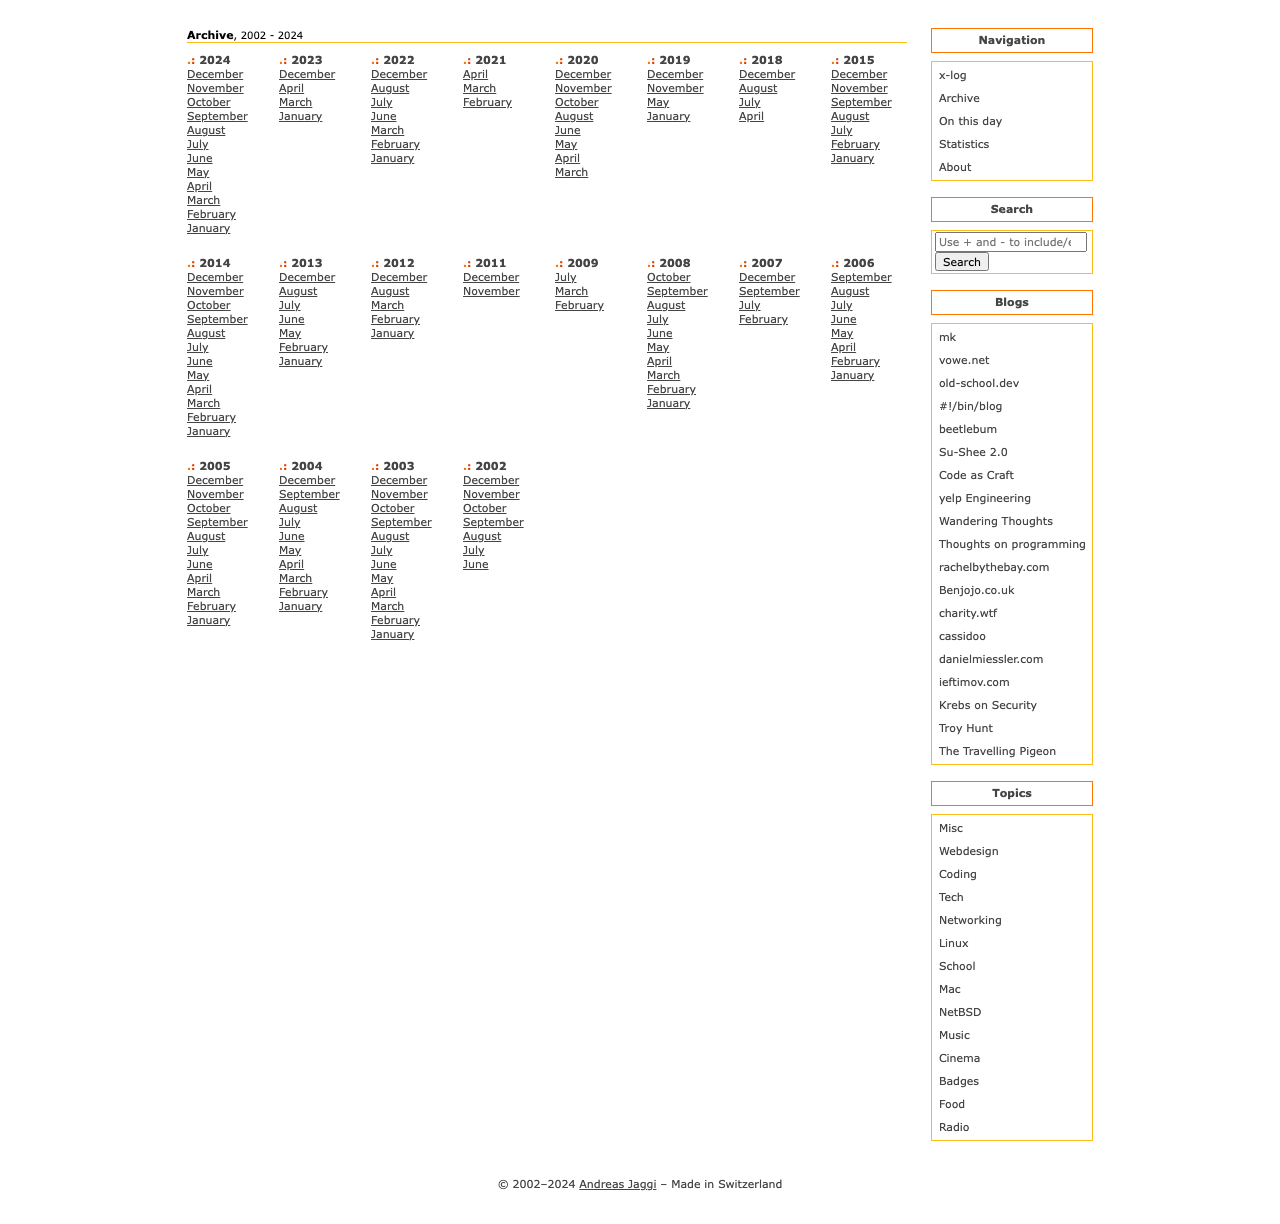 Archive, 2002 - 2024
.: 2024
December
November
October
September
August
July
June
May
April
March
February
January
.: 2023
December
April
March
January
.: 2022
December
August
July
June
March
February
January
.: 2021
April
March
February
.: 2020
December
November
October
August
June
May
April
March
.: 2019
December
November
May
January
.: 2018
December
August
July
April
.: 2015
December
November
September
August
July
February
January
.: 2014
December
November
October
September
August
July
June
May
April
March
February
January
.: 2013
December
August
July
June
May
February
January
.: 2012
December
August
March
February
January
.: 2011
December
November
.: 2009
July
March
February
.: 2008
October
September
August
July
June
May
April
March
February
January
.: 2007
December
September
July
February
.: 2006
September
August
July
June
May
April
February
January
.: 2005
December
November
October
September
August
July
June
April
March
February
January
.: 2004
December
September
August
July
June
May
April
March
February
January
.: 2003
December
November
October
September
August
July
June
May
April
March
February
January
.: 2002
December
November
October
September
August
July
June
Navigation
x-log
Archive
On this day
Statistics
About
Search
Use + and - to include/e
Search
Blogs
mk
vowe.net
old-school.dev
#!/bin/blog
beetlebum
Su-Shee 2.0
Code as Craft
yelp Engineering
Wandering Thoughts
Thoughts on programming
rachelbythebay.com
Benjojo.co.uk
charity.wtf
cassidoo
danielmiessler.com
ieftimov.com
Krebs on Security
Troy Hunt
The Travelling Pigeon
Topics
Misc
Webdesign
Coding
Tech
Networking
Linux
School
Mac
NetBSD
Music
Cinema
Badges
Food
Radio
© 2002–2024 Andreas Jaggi – Made in Switzerland